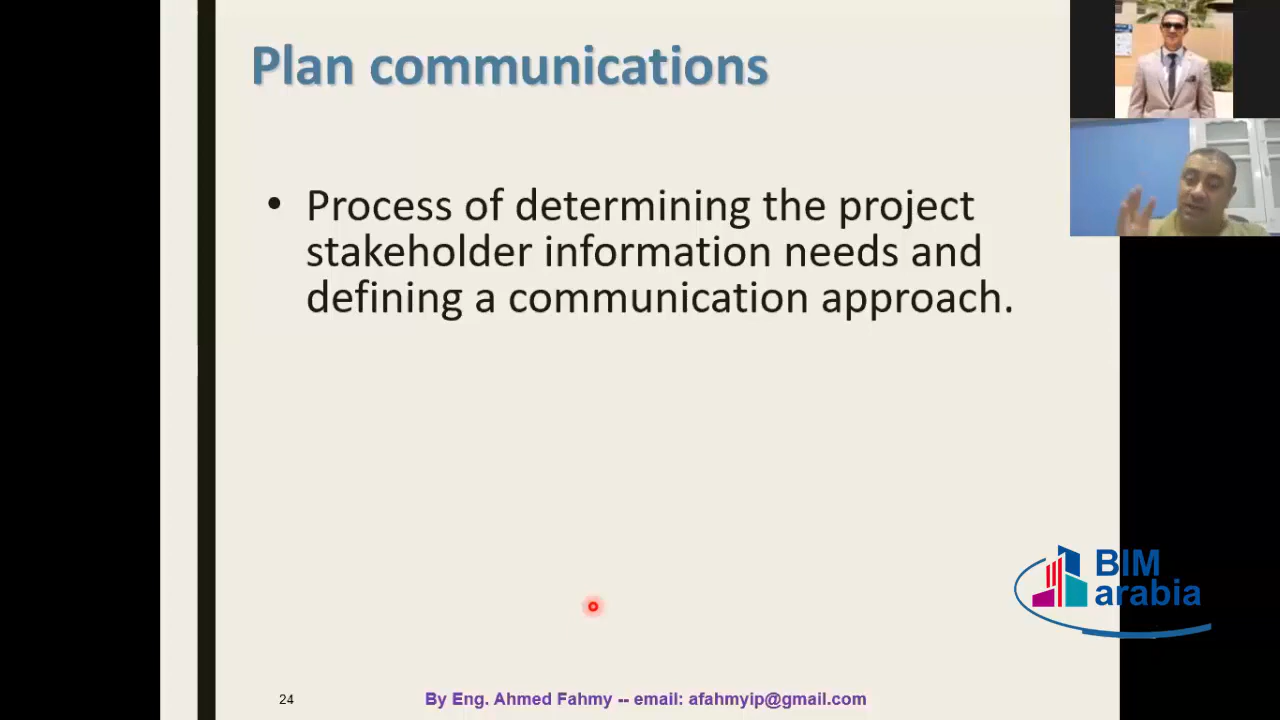 Plan communications
• Process of determining the project
stakeholder information needs and
defining a communication approach.
BIM
arabia
24
By Eng. Ahmed Fahmy -- email: afahmyip@gmail.com